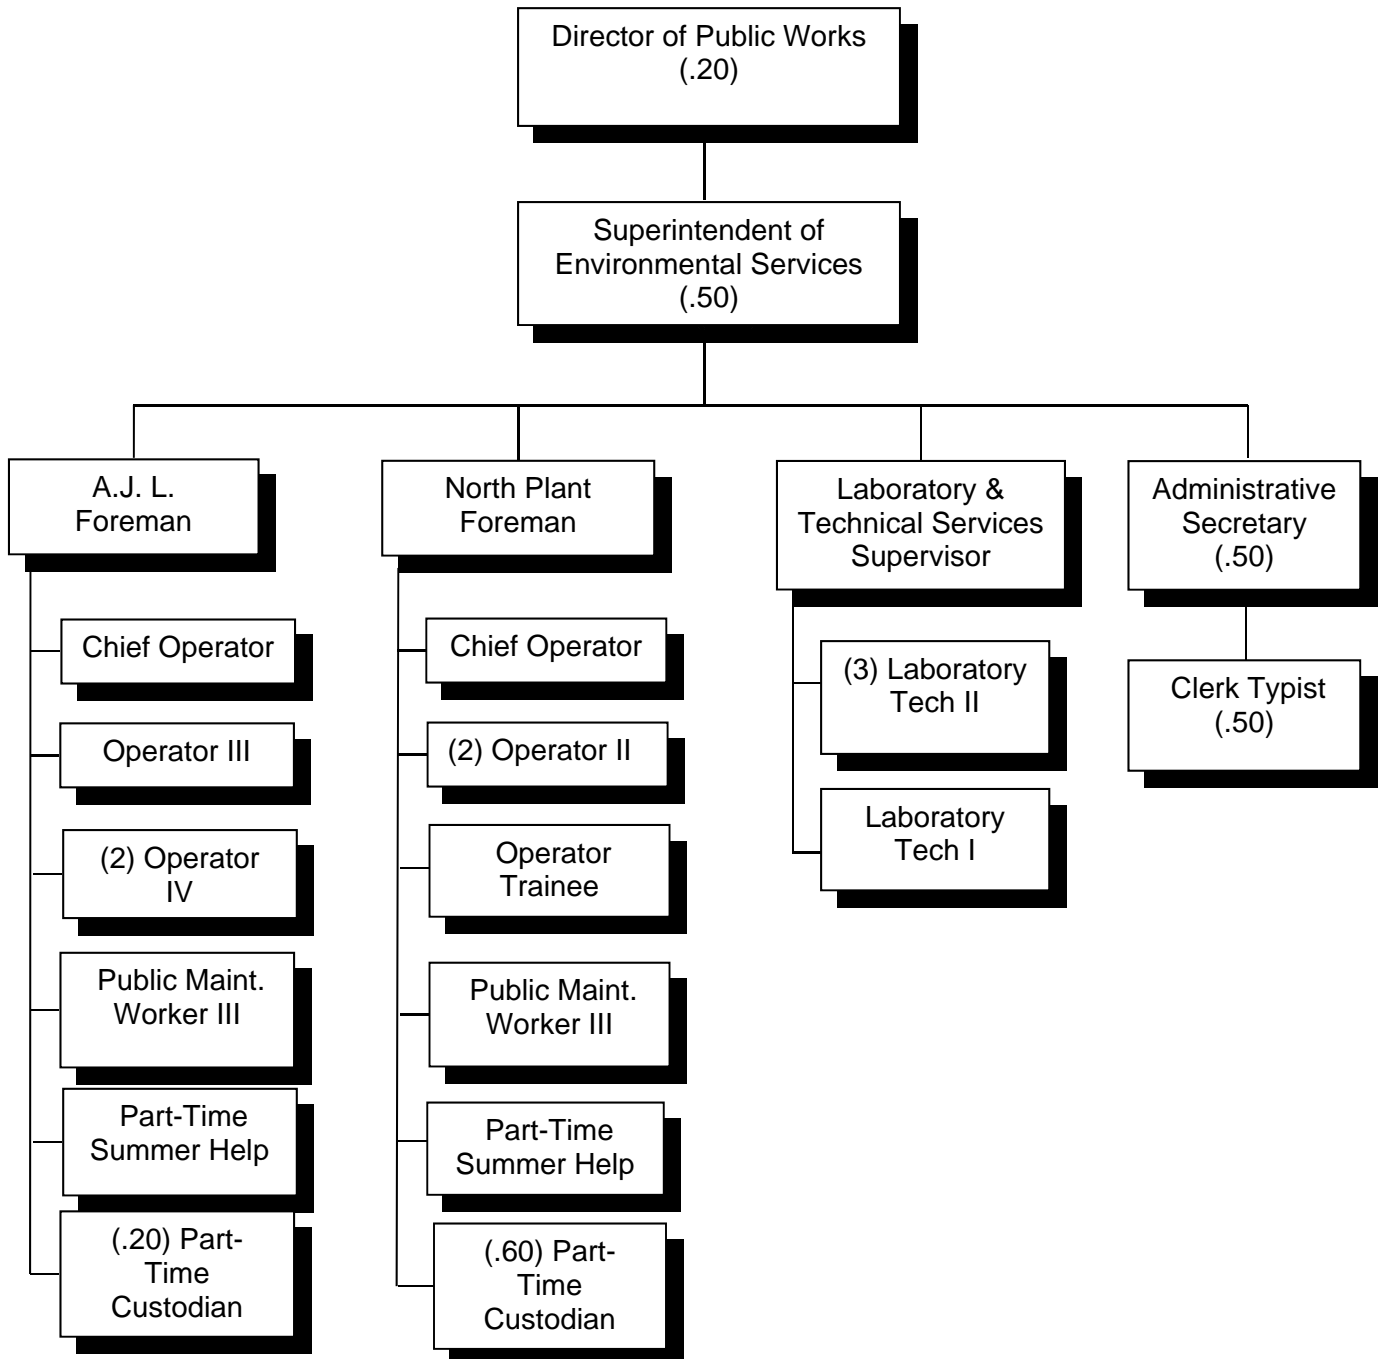 Director of Public Works
(.20)
Superintendent of
Environmental Services
(.50)
A.J. L.
Foreman
Chief Operator
Operator III
(2) Operator
IV
Public Maint.
Worker III
Part-Time
Summer Help
(.20) Part-
Time
Custodian
North Plant
Foreman
Chief Operator
(2) Operator II
Operator
Trainee
Public Maint.
Worker III
Part-Time
Summer Help
(.60) Part-
Time
Custodian
Laboratory &
Technical Services
Supervisor
(3) Laboratory
Tech II
Laboratory
Tech I
Administrative
Secretary
(.50)
Clerk Typist
(.50)